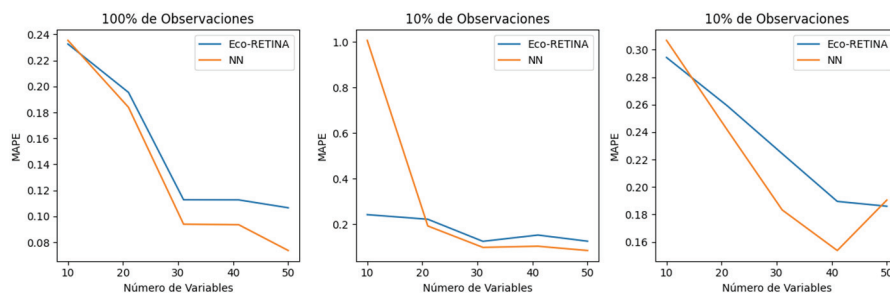 100% de Observaciones
0.24
0.22
0.20
0.18
0.16
0.14
0.12
0.10
0.08
MAPE
Eco-RETINA
NN
10 20 30 40 50
Número de Variables
10% de Observaciones
1.0
0.8
0.6
0.4
0.2
MAPE
Eco-RETINA
NN
10 20 30 40 50
Número de Variables
10% de Observaciones
0.30
0.28
0.26
0.24
0.22
0.20
0.18
0.16
MAPE
Eco-RETINA
NN
10 20 30 40 50
Número de Variables